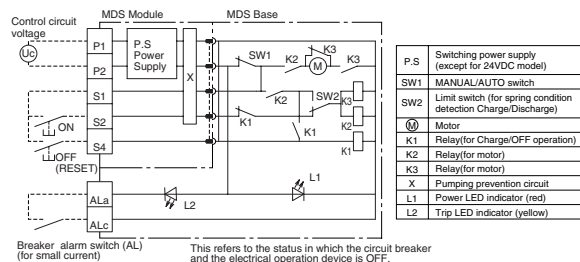 Control circuit
voltage
MDS Module
MDS Base
Uc
P1
P2
S1
S2
S4
ALa
ALc
P.S
Power
Supply
X
SW1
K2
K3
M
K3
K2
SW2
K3
K1
K1
K2
K1
ON
OFF
(RESET)
L1
L2
Breaker alarm switch (AL)
(for small current)
This refers to the status in which the circuit breaker
and the electrical operation device is OFF.
P.S Switching power supply
(except for 24VDC model)
SW1 MANUAL/AUTO switch
SW2 Limit switch (for spring condition
detection Charge/Discharge)
M Motor
K1 Relay(for Charge/OFF operation)
K2 Relay(for motor)
K3 Relay(for motor)
X Pumping prevention circuit
L1 Power LED indicator (red)
L2 Trip LED indicator (yellow)